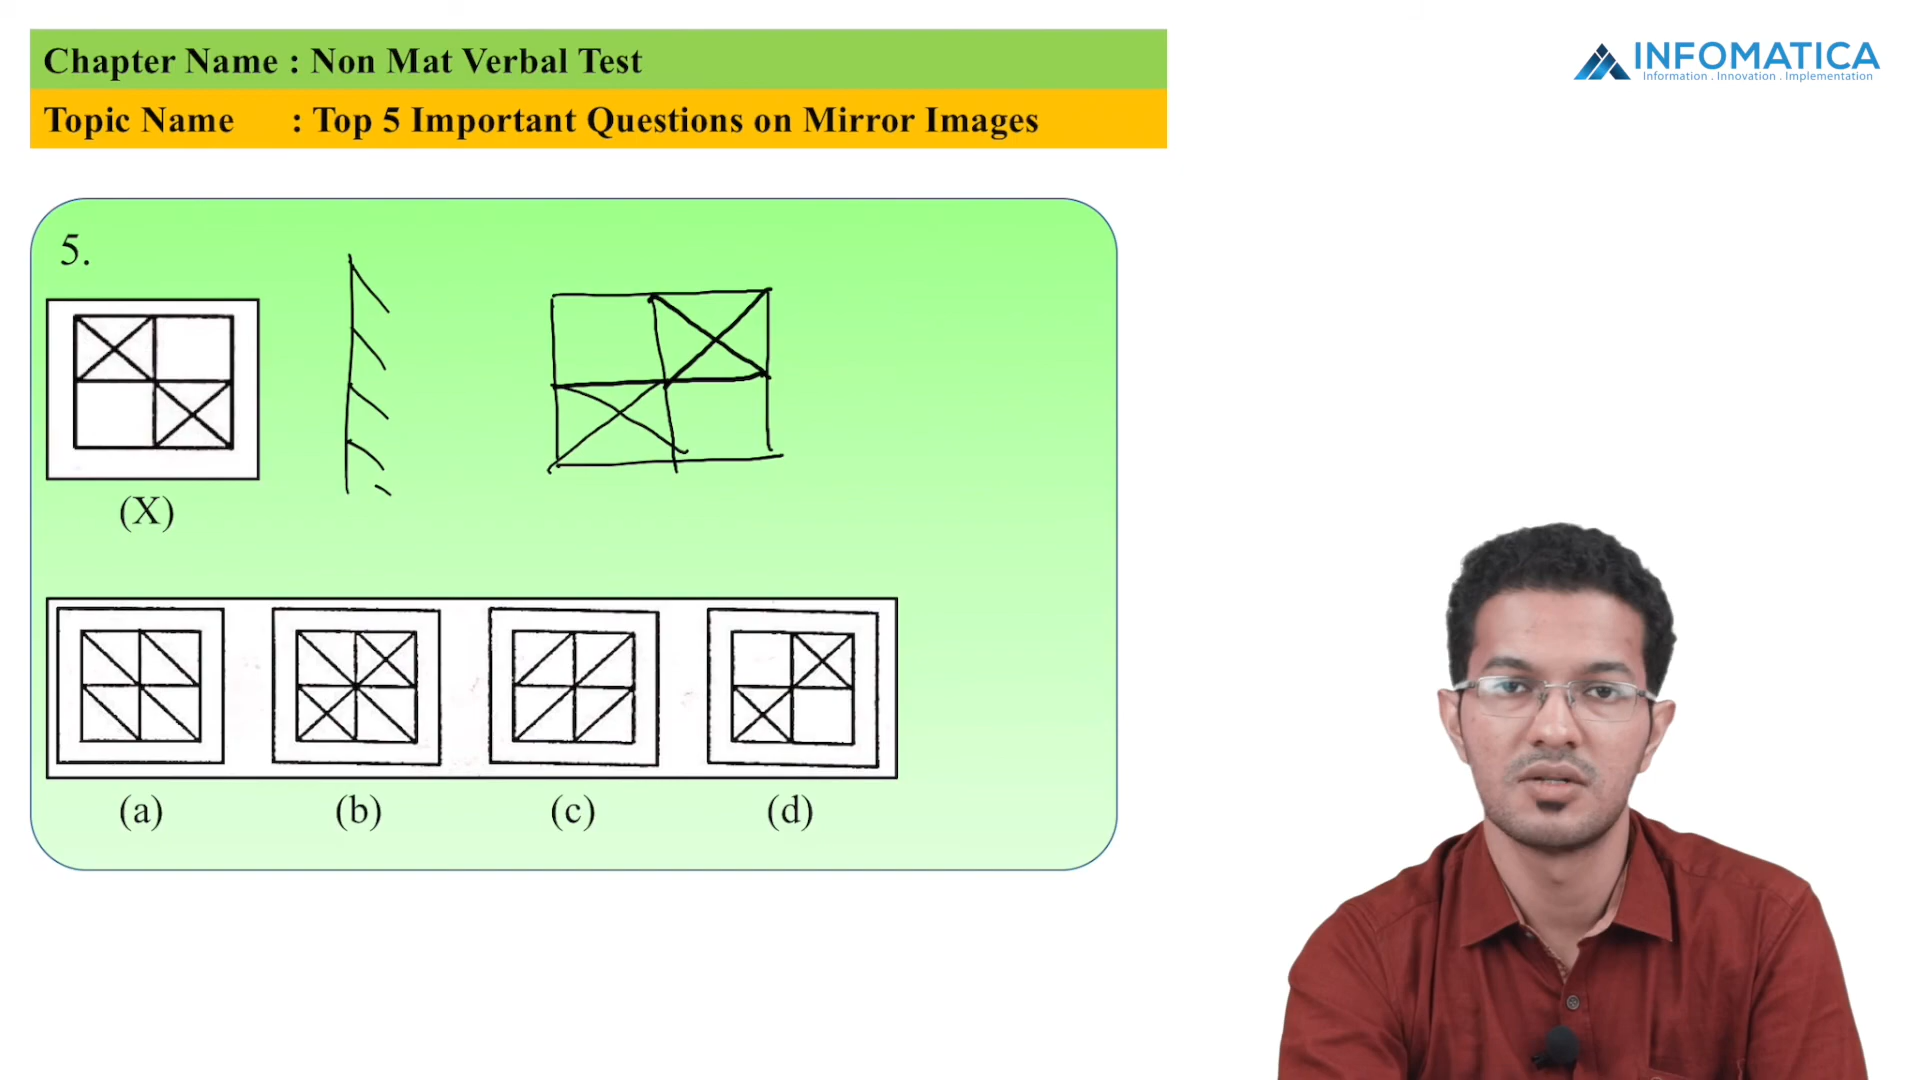 Chapter Name : Non Mat Verbal Test
Topic Name : Top 5 Important Questions on Mirror Images
INFOMATICA
Information . Innovation . Implementation
5.
(X)
(a) (b) (c) (d)